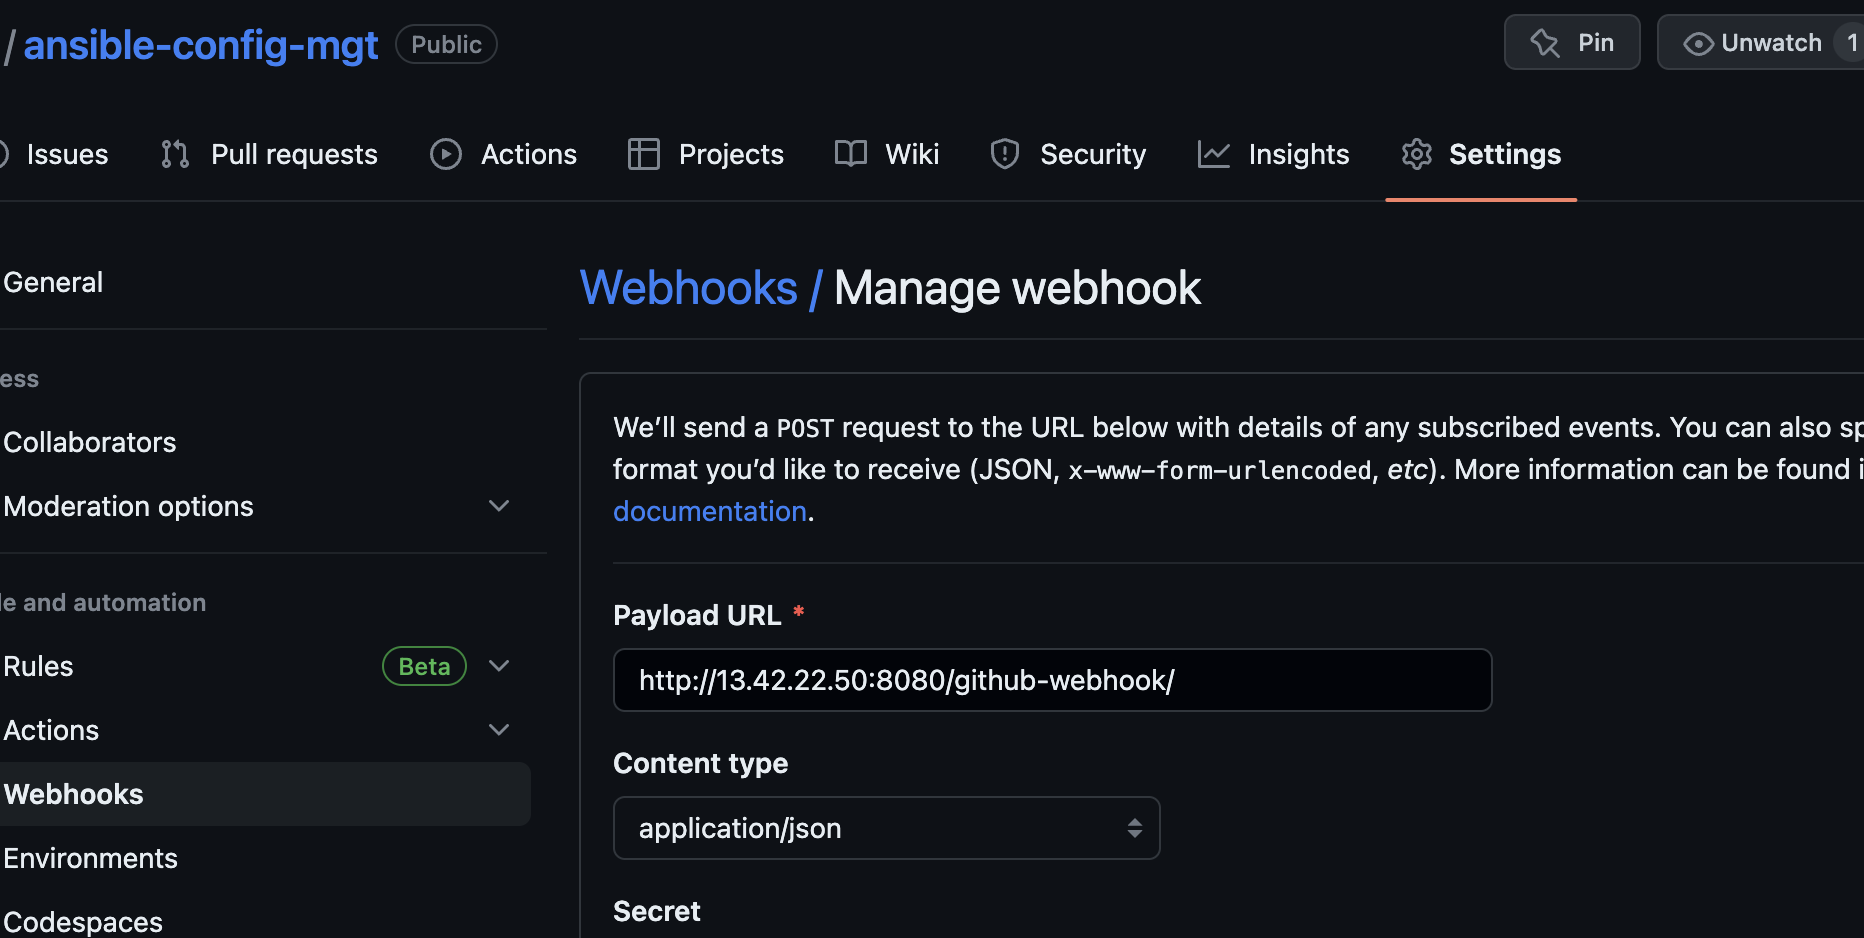 / ansible-config-mgt Public Pin Unwatch 1
Issues Pull requests Actions Projects Wiki Security Insights Settings
General
ess
Collaborators
Moderation options
le and automation
Rules Beta
Actions
Webhooks
Environments
Codespaces
Webhooks / Manage webhook
We’ll send a POST request to the URL below with details of any subscribed events. You can also sp
format you’d like to receive (JSON, x-www-form-urlencoded, etc). More information can be found i
documentation.
Payload URL *
http://13.42.22.50:8080/github-webhook/
Content type
application/json
Secret